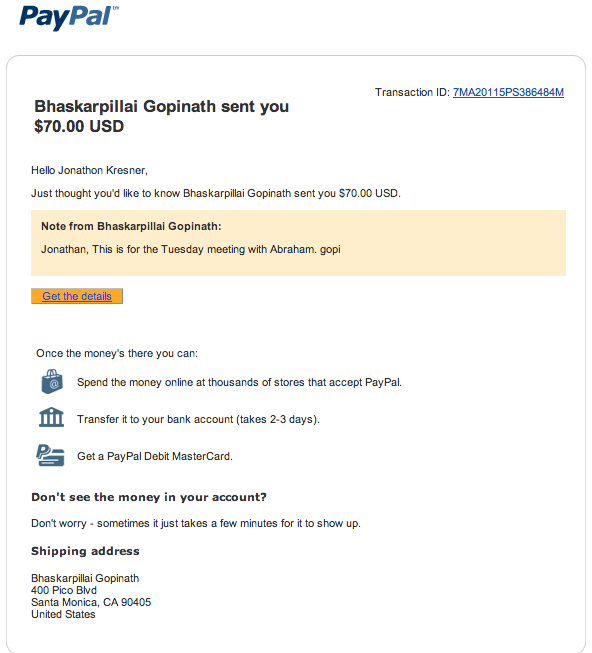 PayPal™
Transaction ID: 7MA20115PS386484M
Bhaskarpillai Gopinath sent you
$70.00 USD
Hello Jonathon Kresner,
Just thought you'd like to know Bhaskarpillai Gopinath sent you $70.00 USD.
Note from Bhaskarpillai Gopinath:
Jonathan, This is for the Tuesday meeting with Abraham. gopi
Get the details
Once the money's there you can:
Spend the money online at thousands of stores that accept PayPal.
Transfer it to your bank account (takes 2-3 days).
Get a PayPal Debit MasterCard.
Don't see the money in your account?
Don't worry - sometimes it just takes a few minutes for it to show up.
Shipping address
Bhaskarpillai Gopinath
400 Pico Blvd
Santa Monica, CA 90405
United States